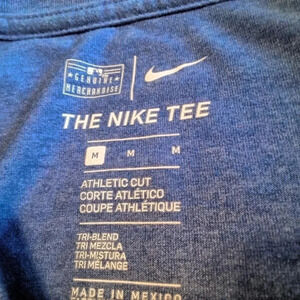 GENUINE
MERCHANDISE
THE NIKE TEE
M M M
ATHLETIC CUT
CORTE ATLÉTICO
COUPE ATHLÉTIQUE
TRI-BLEND
TRI MEZCLA
TRI-MISTURA
TRI MÉLANGE
MADE IN MEXICO